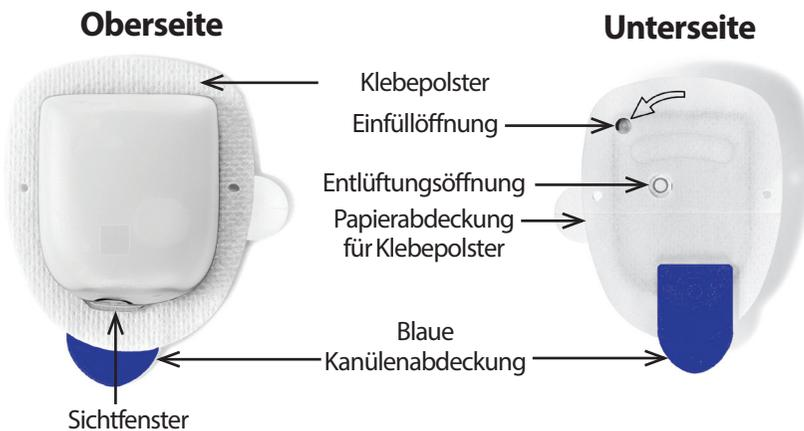 Oberseite
Unterseite
Klebepolster
Einfüllöffnung
Entlüftungsöffnung
Papierabdeckung
für Klebepolster
Blaue
Kanülenabdeckung
Sichtfenster